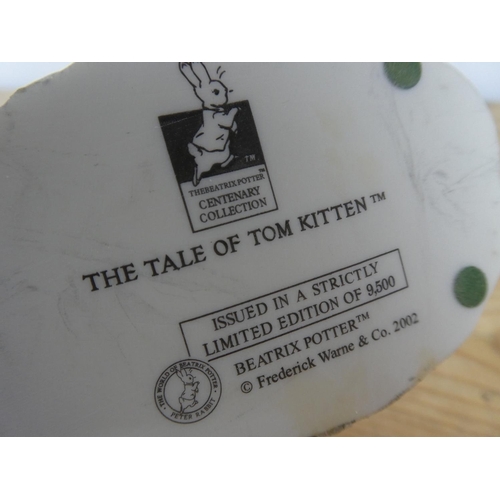 ™
THE BEATRIX POTTER™
CENTENARY
COLLECTION
THE TALE OF TOM KITTEN™
ISSUED IN A STRICTLY
LIMITED EDITION OF 9,500
BEATRIX POTTER™
© Frederick Warne & Co. 2002
THE WORLD OF BEATRIX POTTER
PETER RABBIT